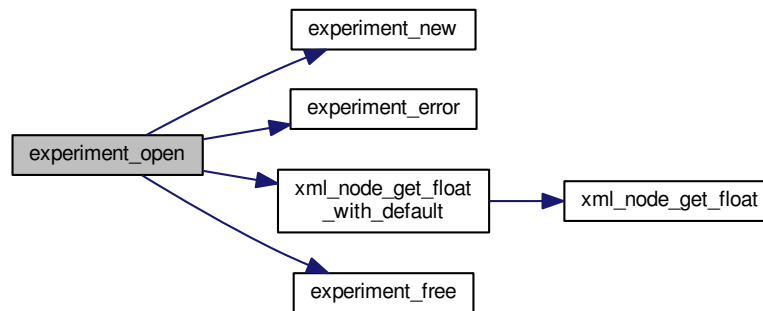 experiment_new
experiment_error
experiment_open
xml_node_get_float
_with_default
xml_node_get_float
experiment_free